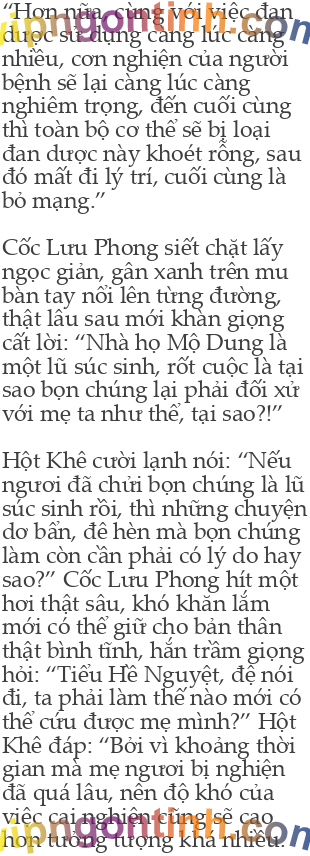 “Hơn nữa, cùng với việc đan
dược sử dụng càng lúc càng
nhiều, cơn nghiện của người
bệnh sẽ lại càng lúc càng
nghiêm trọng, đến cuối cùng
thì toàn bộ cơ thể sẽ bị loại
đan dược này khoét rỗng, sau
đó mất đi lý trí, cuối cùng là
bỏ mạng.”
Cốc Lưu Phong siết chặt lấy
ngọc giản, gân xanh trên mu
bàn tay nổi lên từng đường,
thật lâu sau mới khàn giọng
cất lời: “Nhà họ Mộ Dung là
một lũ súc sinh, rốt cuộc là tại
sao bọn chúng lại phải đối xử
với mẹ ta như thế, tại sao?!”
Hột Khê cười lạnh nói: “Nếu
ngươi đã chửi bọn chúng là lũ
súc sinh rồi, thì những chuyện
dơ bẩn, đê hèn mà bọn chúng
làm còn cần phải có lý do hay
sao?” Cốc Lưu Phong hít một
hơi thật sâu, khó khăn lắm
mới có thể giữ cho bản thân
thật bình tĩnh, hắn trầm giọng
hỏi: “Tiểu Hề Nguyệt, đệ nói
đi, ta phải làm thế nào mới có
thể cứu được mẹ mình?” Hột
Khê đáp: “Bởi vì khoảng thời
gian mà mẹ ngươi bị nghiện
đã quá lâu, nên độ khó của
việc cai nghiện cũng sẽ cao
hơn tưởng tượng khá nhiều.